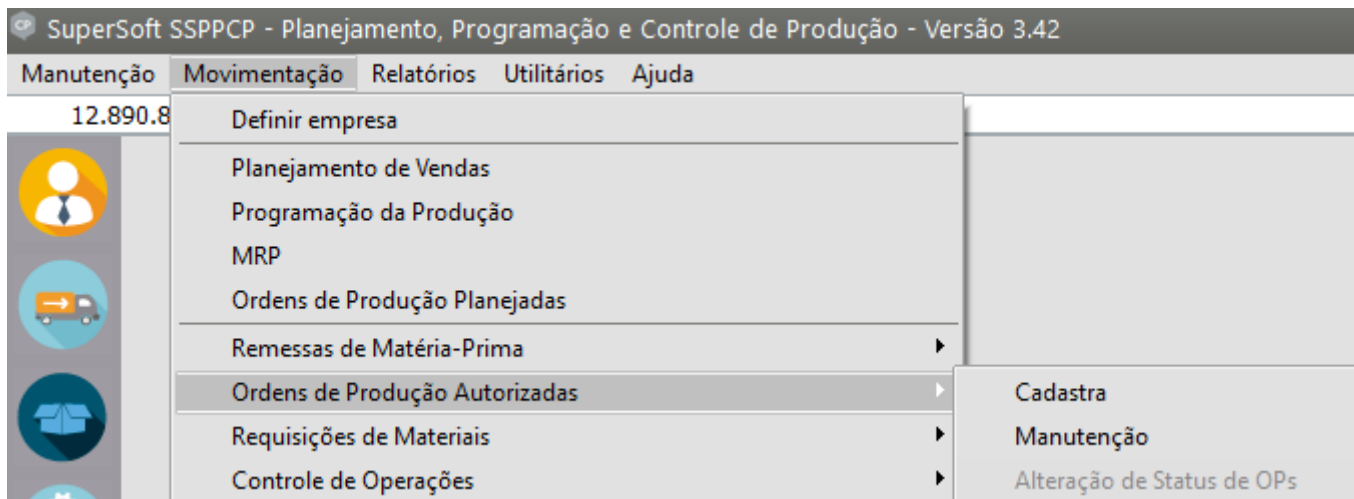 SuperSoft SSPPCP - Planejamento, Programação e Controle de Produção - Versão 3.42
Manutenção Movimentação Relatórios Utilitários Ajuda
12.890.8
Definir empresa
Planejamento de Vendas
Programação da Produção
MRP
Ordens de Produção Planejadas
Remessas de Matéria-Prima
Ordens de Produção Autorizadas
Cadastra
Requisições de Materiais
Manutenção
Controle de Operações
Alteração de Status de OPs